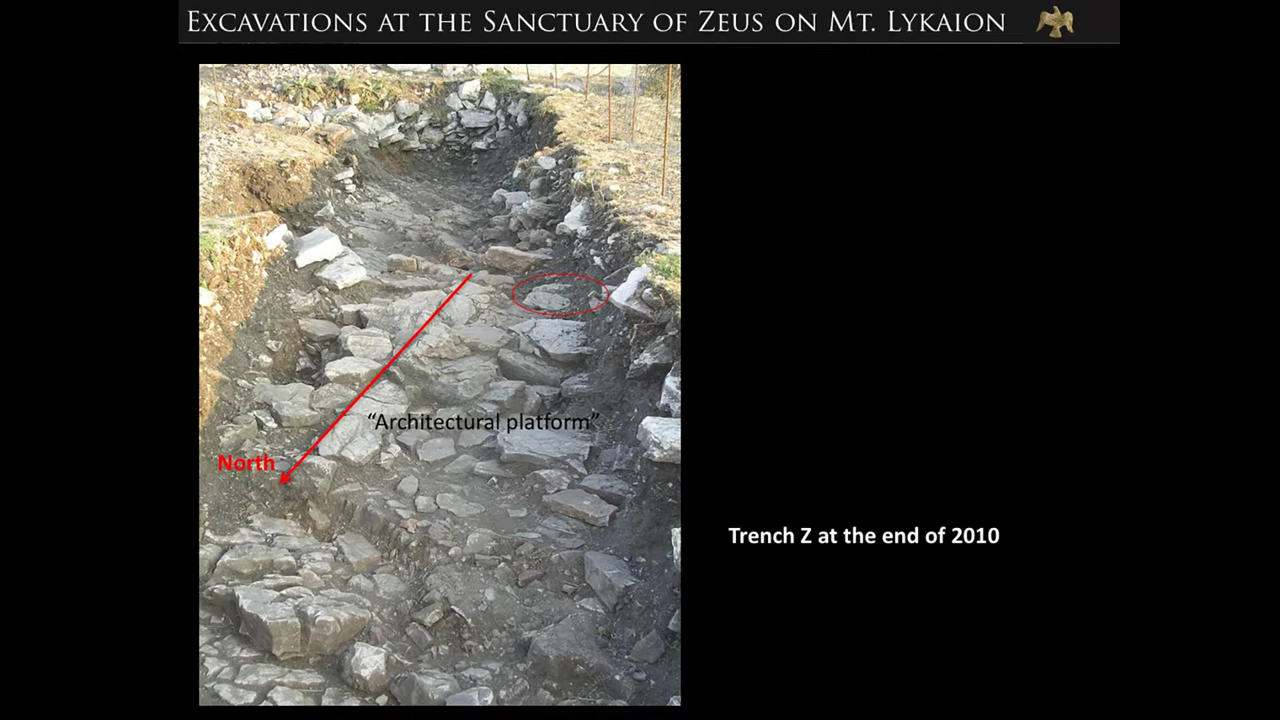 EXCAVATIONS AT THE SANCTUARY OF ZEUS ON MT. LYKAION
“Architectural platform”
North
Trench Z at the end of 2010